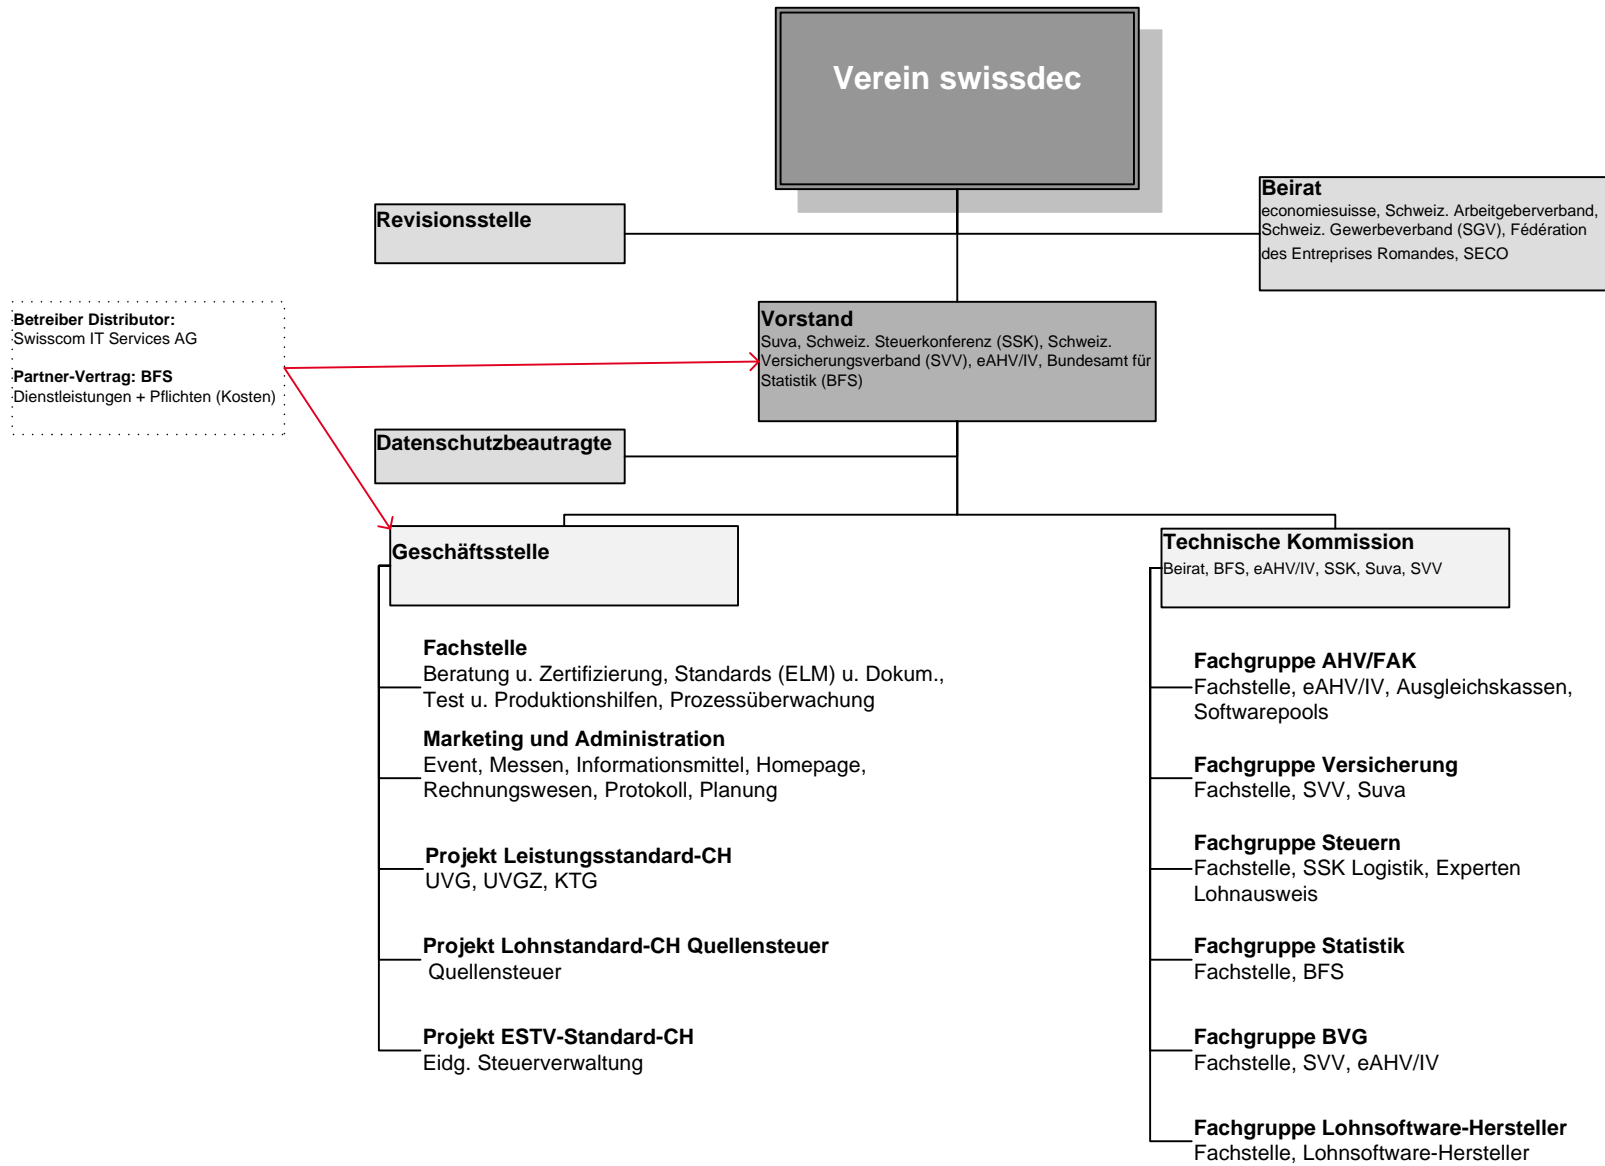 Verein swissdec
Revisionsstelle
Beirat
economiesuisse, Schweiz. Arbeitgeberverband,
Schweiz. Gewerbeverband (SGV), Fédération
des Entreprises Romandes, SECO
Betreiber Distributor:
Swisscom IT Services AG
Partner-Vertrag: BFS
Dienstleistungen + Pflichten (Kosten)
Vorstand
Suva, Schweiz. Steuerkonferenz (SSK), Schweiz.
Versicherungsverband (SVV), eAHV/IV, Bundesamt für
Statistik (BFS)
Datenschutzbeautragte
Geschäftsstelle
Fachstelle
Beratung u. Zertifizierung, Standards (ELM) u. Dokum.,
Test u. Produktionshilfen, Prozessüberwachung
Marketing und Administration
Event, Messen, Informationsmittel, Homepage,
Rechnungswesen, Protokoll, Planung
Projekt Leistungsstandard-CH
UVG, UVGZ, KTG
Projekt Lohnstandard-CH Quellensteuer
Quellensteuer
Projekt ESTV-Standard-CH
Eidg. Steuerverwaltung
Technische Kommission
Beirat, BFS, eAHV/IV, SSK, Suva, SVV
Fachgruppe AHV/FAK
Fachstelle, eAHV/IV, Ausgleichskassen,
Softwarepools
Fachgruppe Versicherung
Fachstelle, SVV, Suva
Fachgruppe Steuern
Fachstelle, SSK Logistik, Experten
Lohnausweis
Fachgruppe Statistik
Fachstelle, BFS
Fachgruppe BVG
Fachstelle, SVV, eAHV/IV
Fachgruppe Lohnsoftware-Hersteller
Fachstelle, Lohnsoftware-Hersteller